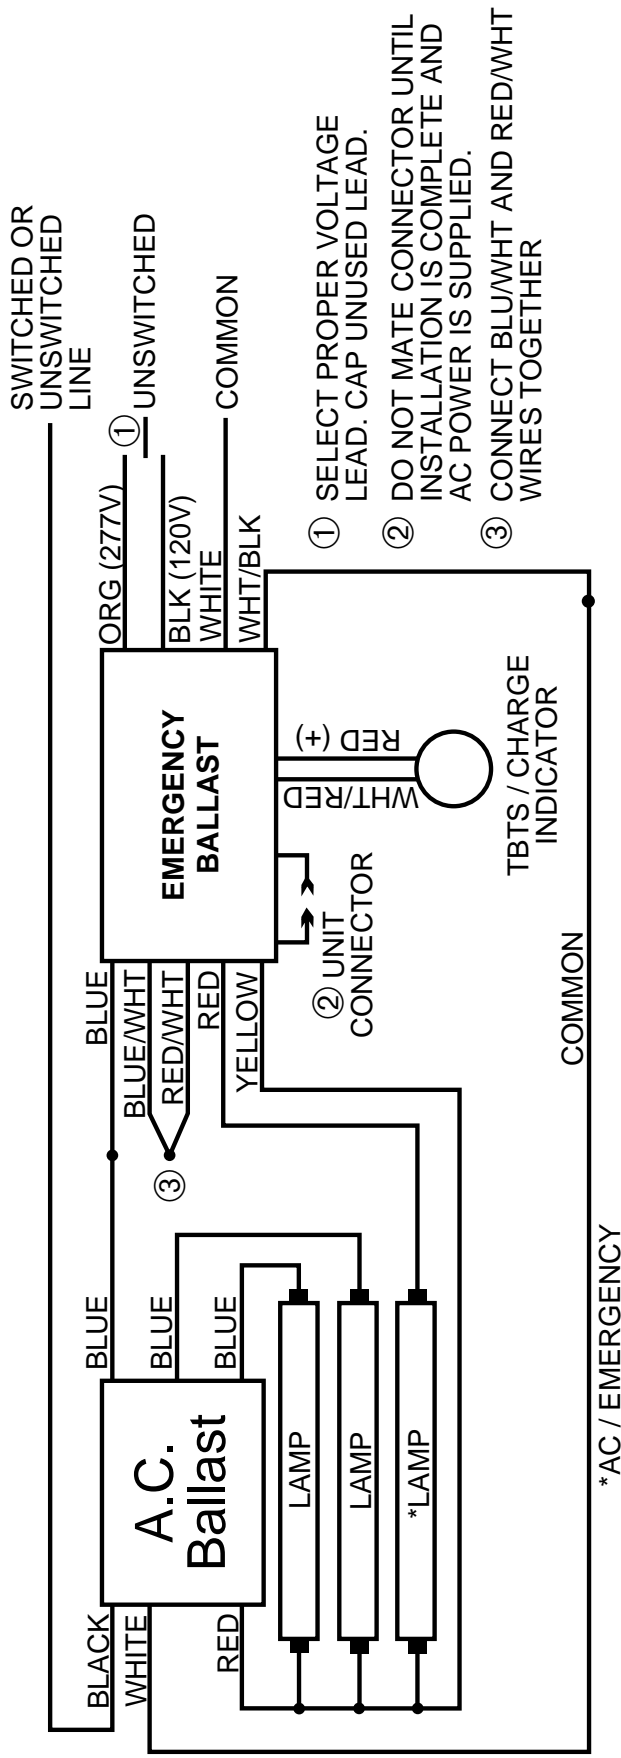 BLACK
WHITE
RED
A.C.
Ballast
BLUE
BLUE
BLUE
LAMP
LAMP
*LAMP
*AC / EMERGENCY
③
BLUE
BLUE/WHT
RED/WHT
RED
YELLOW
EMERGENCY
BALLAST
② UNIT
CONNECTOR
WHT/RED
RED (+)
TBTS / CHARGE
INDICATOR
COMMON
ORG (277V)
BLK (120V)
WHITE
WHT/BLK
SWITCHED OR
UNSWITCHED
LINE
① UNSWITCHED
COMMON
① SELECT PROPER VOLTAGE
LEAD. CAP UNUSED LEAD.
② DO NOT MATE CONNECTOR UNTIL
INSTALLATION IS COMPLETE AND
AC POWER IS SUPPLIED.
③ CONNECT BLU/WHT AND RED/WHT
WIRES TOGETHER